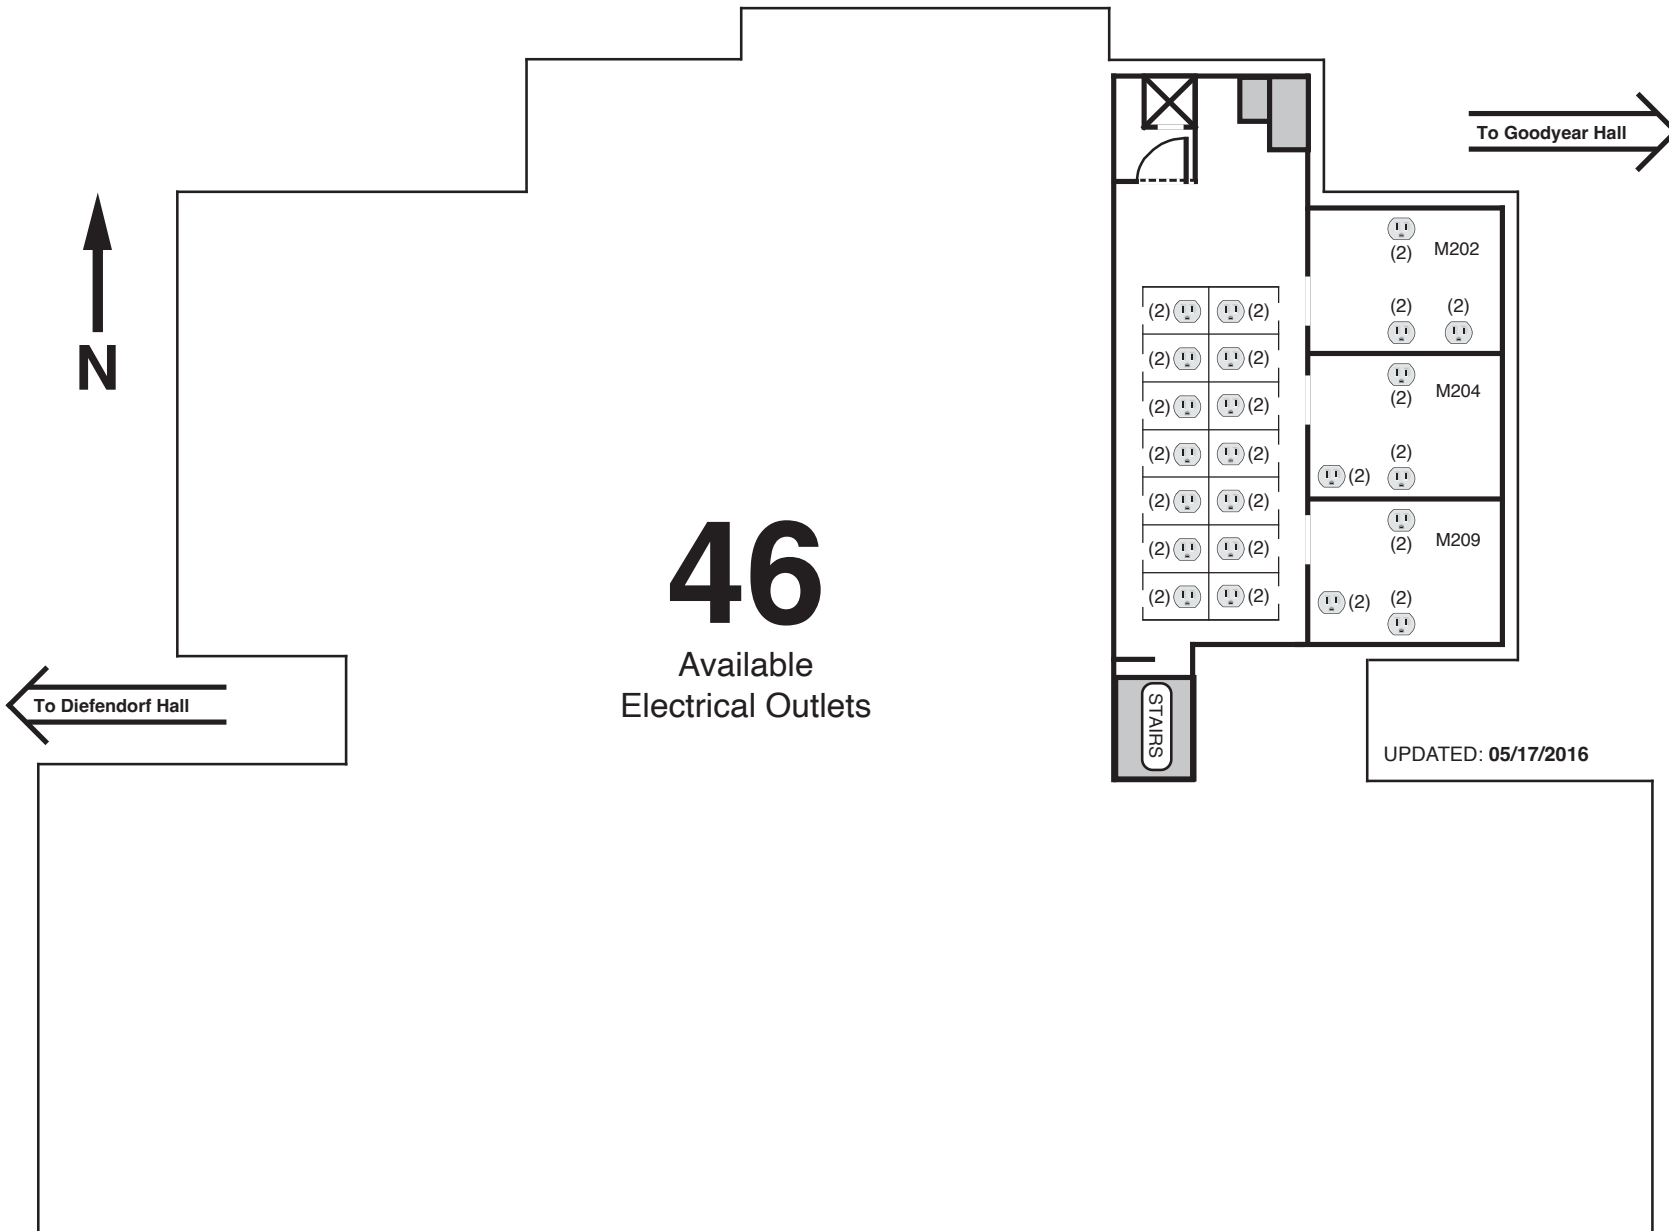 To Goodyear Hall
N
(2)
M202
(2) (2)
(2) (2)
(2) (2)
(2) (2)
(2) (2)
(2) (2)
(2) (2)
(2) (2)
(2)
M204
(2)
(2)
(2)
M209
(2) (2)
46
Available
Electrical Outlets
To Diefendorf Hall
STAIRS
UPDATED: 05/17/2016